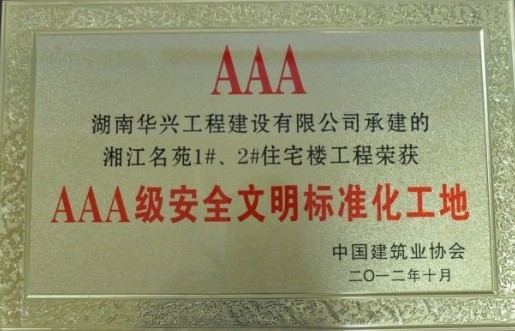 AAA
湖南华兴工程建设有限公司承建的
湘江名苑1#、2#住宅楼工程荣获
AAA级安全文明标准化工地
中国建筑业协会
二〇一二年十月